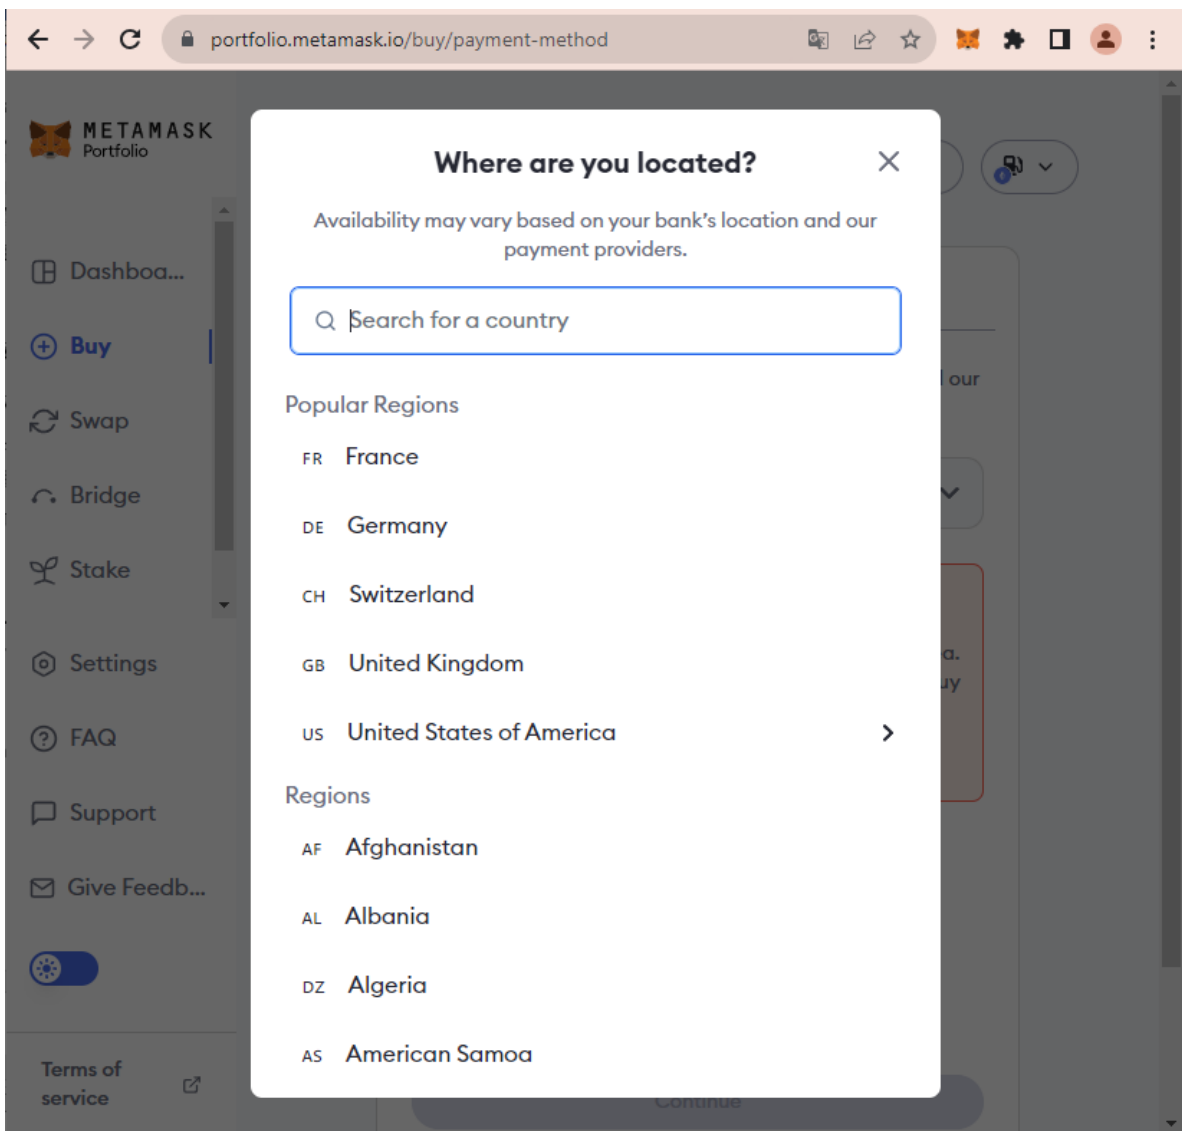 portfolio.metamask.io/buy/payment-method
METAMASK
Portfolio
Dashboa...
Buy
Swap
Bridge
Stake
Settings
FAQ
Support
Give Feedb...
Terms of
service
Where are you located?
Availability may vary based on your bank's location and our
payment providers.
Search for a country
Popular Regions
FR France
DE Germany
CH Switzerland
GB United Kingdom
US United States of America
Regions
AF Afghanistan
AL Albania
DZ Algeria
AS American Samoa
our
a.
Continue